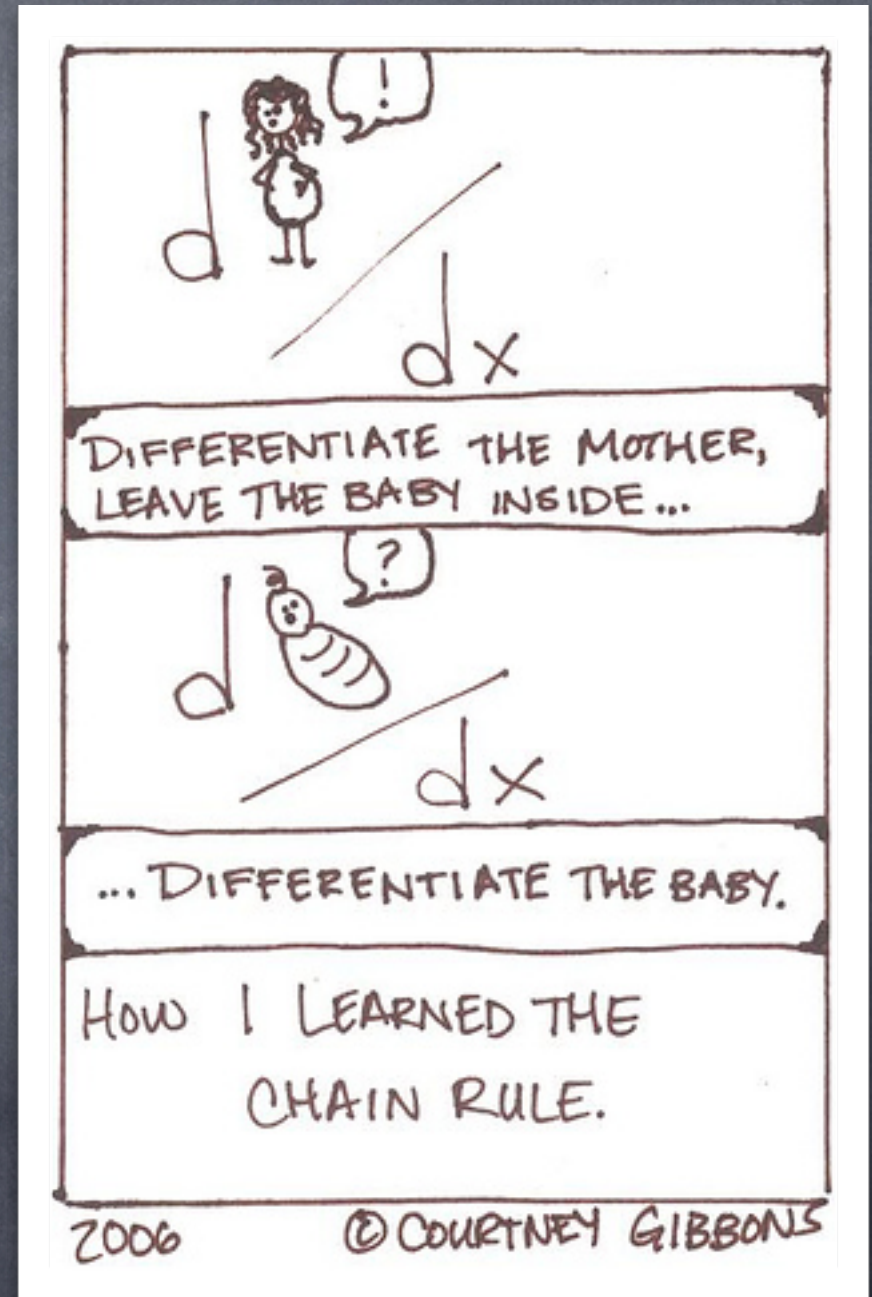 !
d
dx
DIFFERENTIATE THE MOTHER,
LEAVE THE BABY INSIDE...
?
d
dx
... DIFFERENTIATE THE BABY.
HOW I LEARNED THE
CHAIN RULE.
2006 © COURTNEY GIBBONS